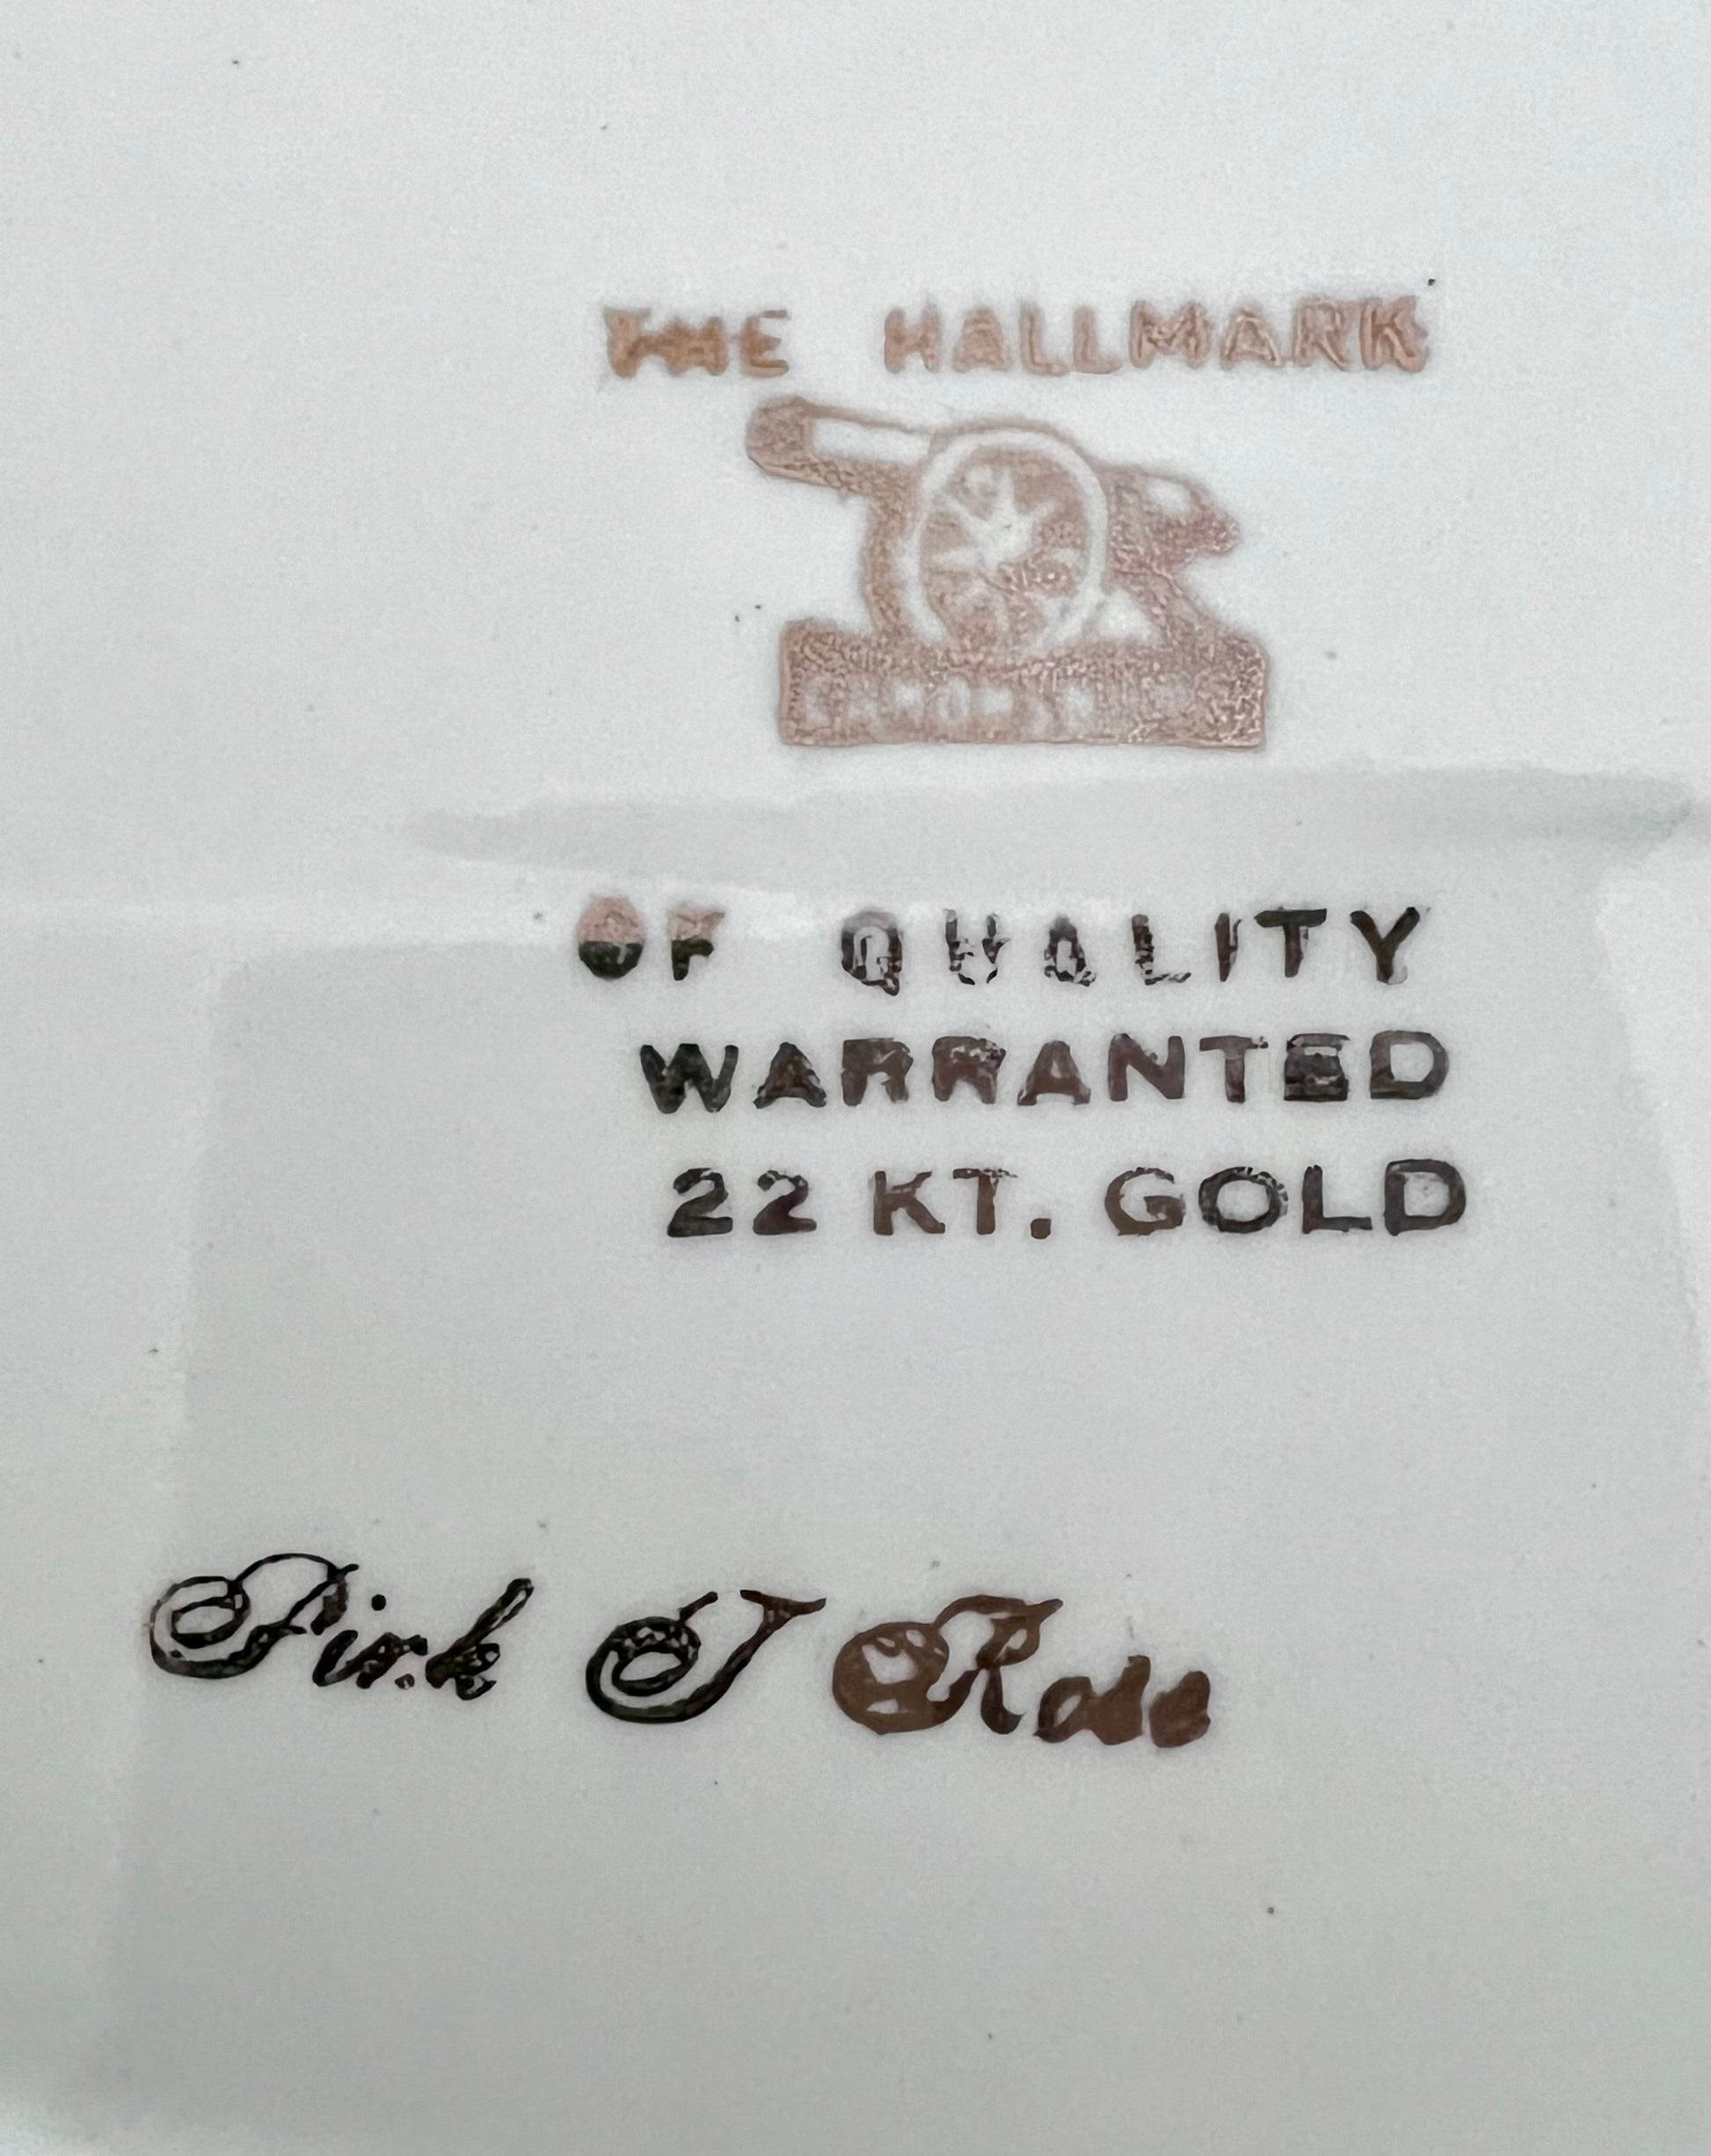 THE HALLMARK
OF QUALITY
WARRANTED
22 KT. GOLD
Pink J Rose